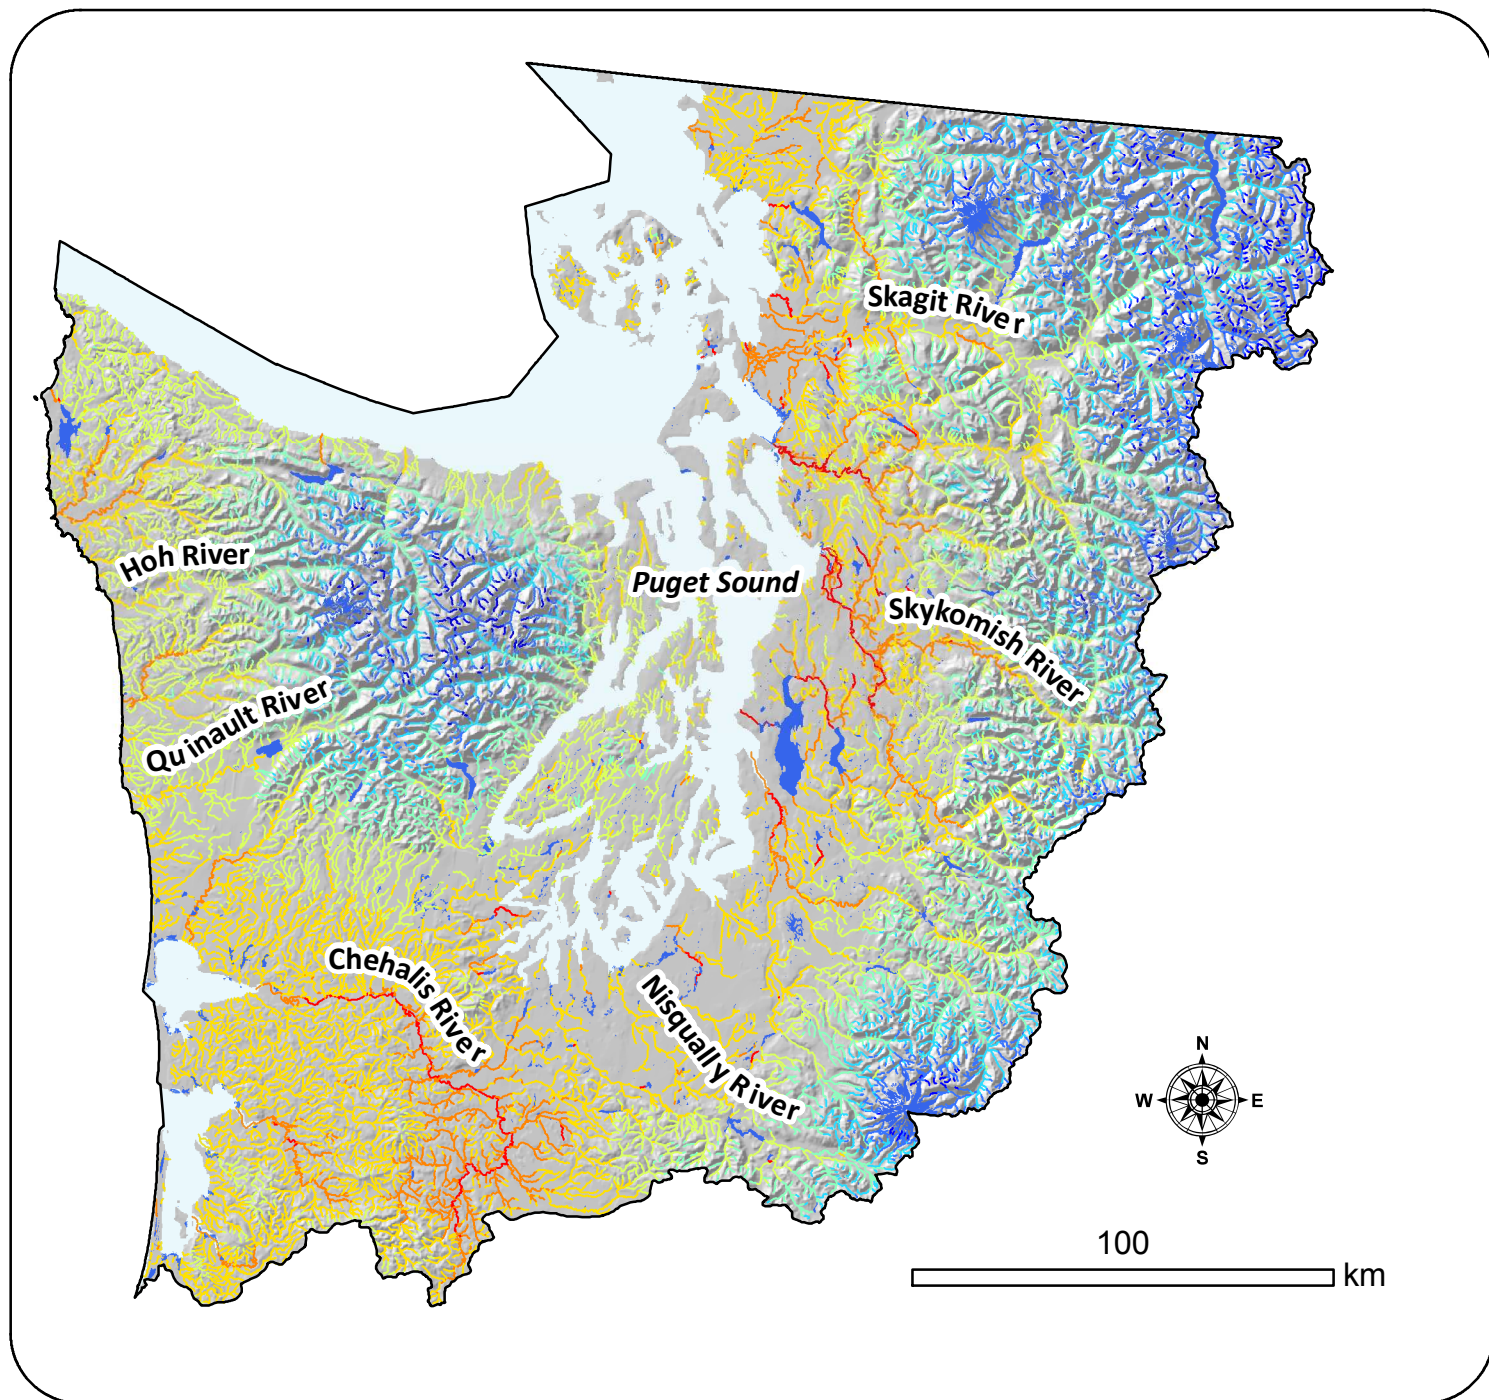 Skagit River
Hoh River
Puget Sound
Skykomish River
Quinault River
Chehalis River
Nisqually River
N
W E
S
100
km